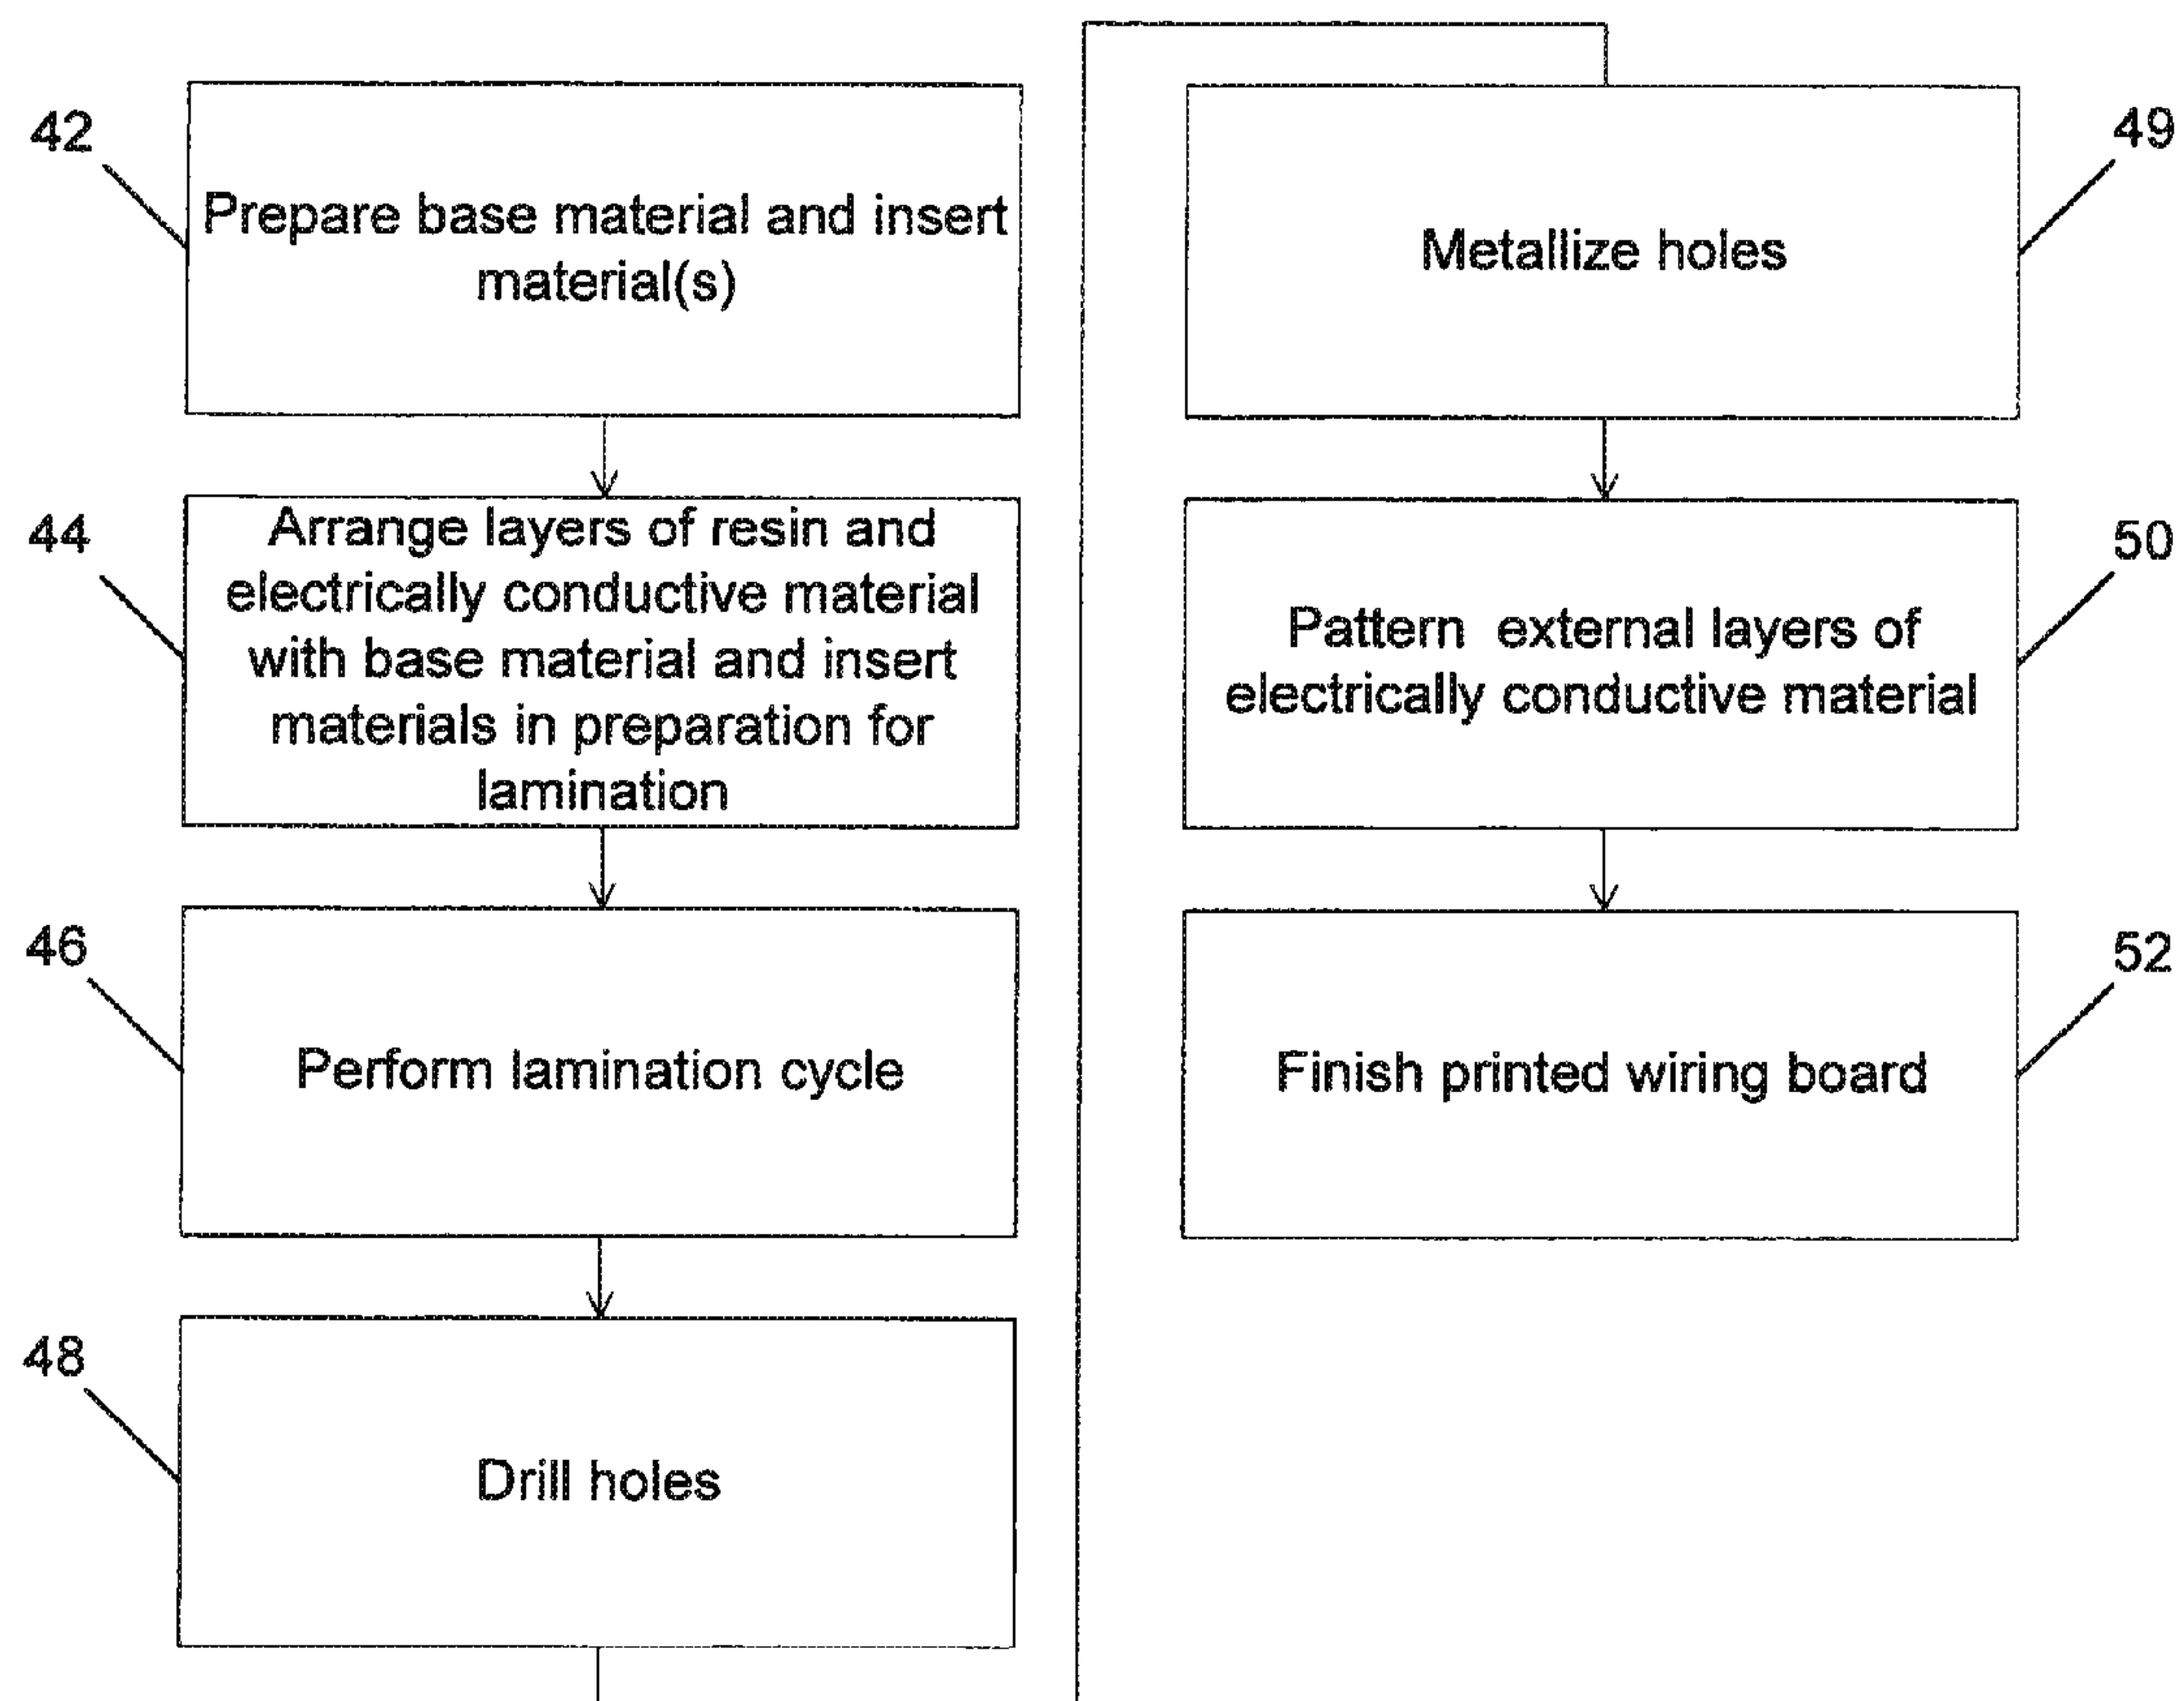 42
Prepare base material and insert
material(s)
44
Arrange layers of resin and
electrically conductive material
with base material and insert
materials in preparation for
lamination
46
Perform lamination cycle
48
Drill holes
49
Metallize holes
50
Pattern external layers of
electrically conductive material
52
Finish printed wiring board